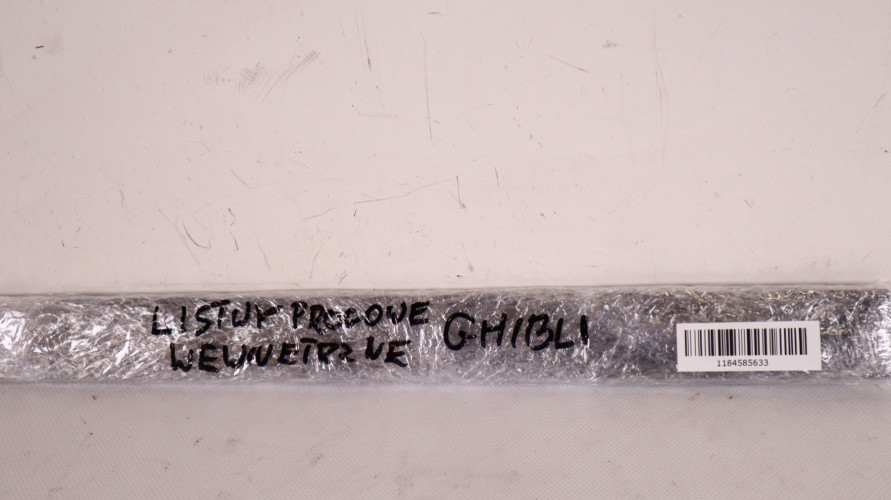 LISTWY PROGOWE
WEWNETRZNE
GHIBLI
1184585633